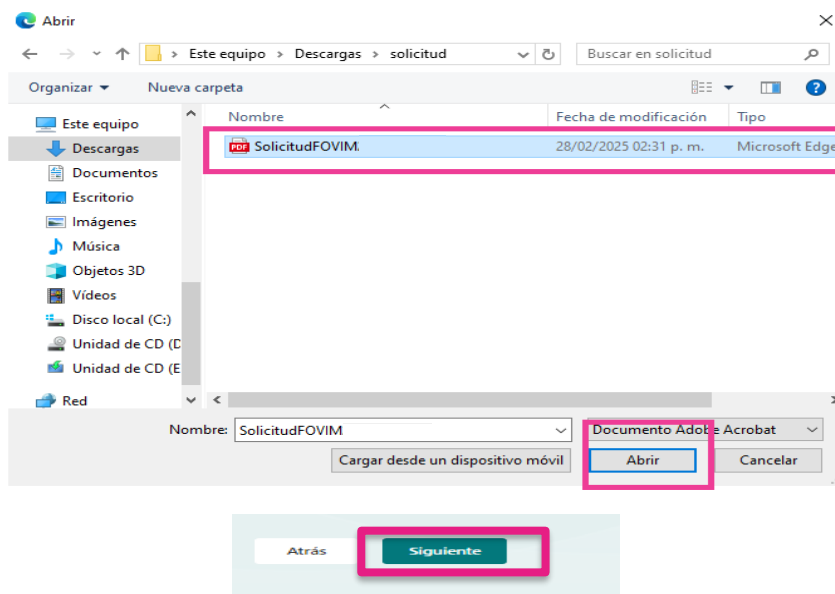 Abrir
Este equipo > Descargas > solicitud
Buscar en solicitud
Organizar
Nueva carpeta
Nombre
Fecha de modificación
Tipo
Este equipo
Descargas
Documentos
Escritorio
Imágenes
Música
Objetos 3D
Vídeos
Disco local (C:)
Unidad de CD (D
Unidad de CD (E
Red
PDF SolicitudFOVIM 28/02/2025 02:31 p. m. Microsoft Edge
Nombre: SolicitudFOVIM
Documento Adobe Acrobat
Cargar desde un dispositivo móvil
Abrir
Cancelar
Atrás
Siguiente